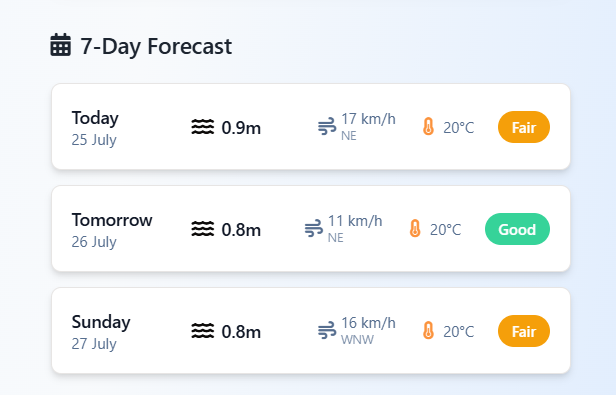 7-Day Forecast
Today
25 July
0.9m
17 km/h
NE
20°C
Fair
Tomorrow
26 July
0.8m
11 km/h
NE
20°C
Good
Sunday
27 July
0.8m
16 km/h
WNW
20°C
Fair